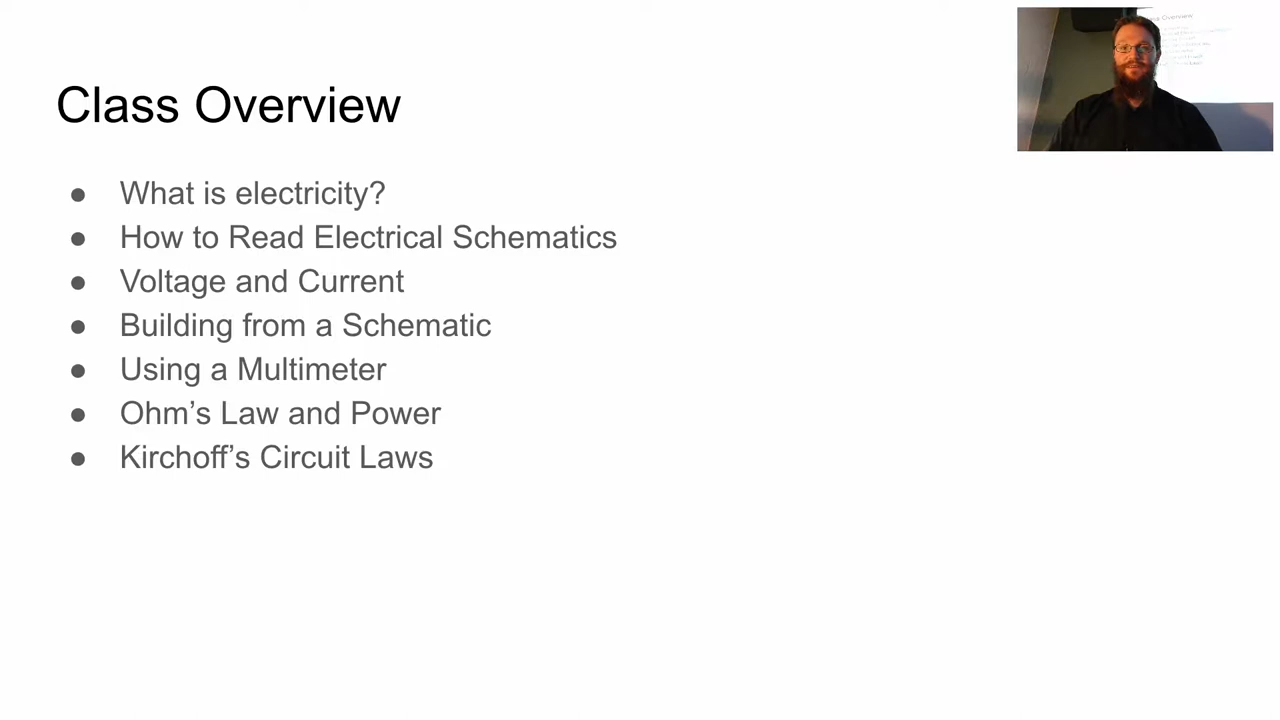 Class Overview
● What is electricity?
● How to Read Electrical Schematics
● Voltage and Current
● Building from a Schematic
● Using a Multimeter
● Ohm’s Law and Power
● Kirchoff’s Circuit Laws